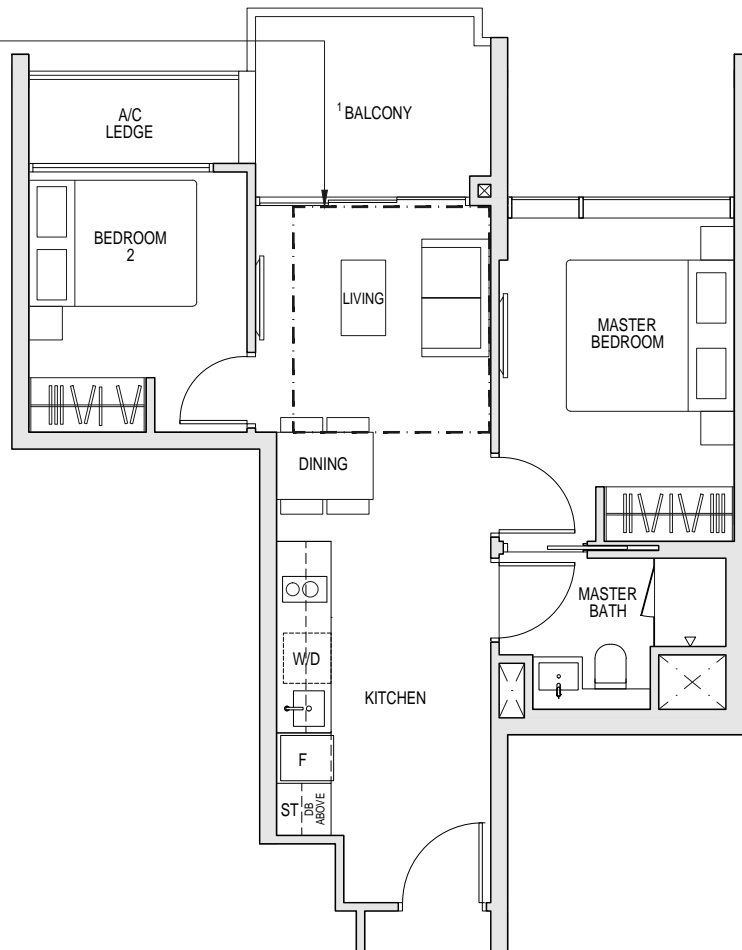 A/C
LEDGE
1 BALCONY
BEDROOM
2
LIVING
MASTER
BEDROOM
DINING
MASTER
BATH
W/D
KITCHEN
F
ST
DB
ABOVE